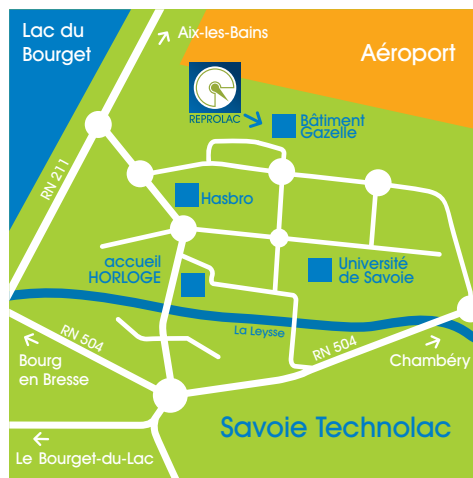 Lac du
Bourget
Aix-les-Bains
Aéroport
REPROLAC
Bâtiment
Gazelle
RN 211
Hasbro
accueil
HORLOGE
Université
de Savoie
La Leysse
RN 504
RN 504
Bourg
en Bresse
Chambéry
Savoie Technolac
Le Bourget-du-Lac